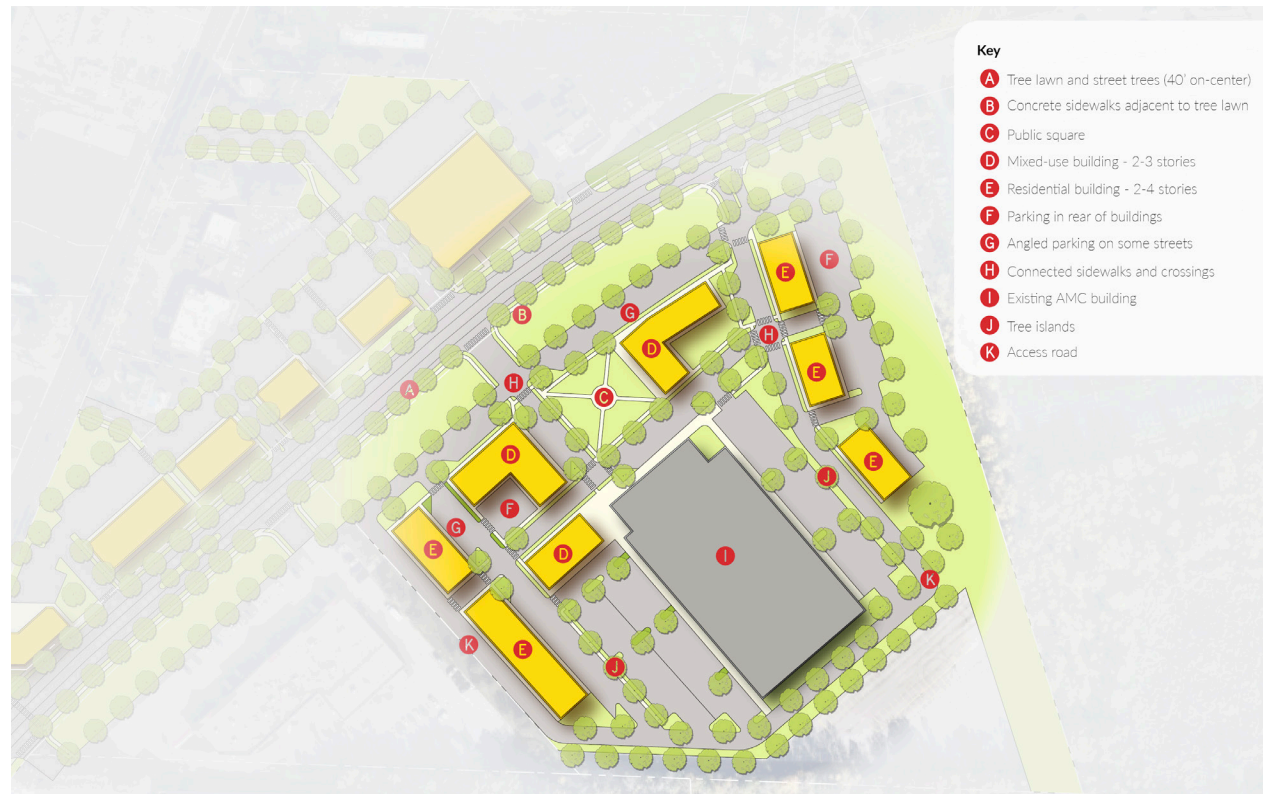 Key
A Tree lawn and street trees (40' on-center)
B Concrete sidewalks adjacent to tree lawn
C Public square
D Mixed-use building - 2-3 stories
E Residential building - 2-4 stories
F Parking in rear of buildings
G Angled parking on some streets
H Connected sidewalks and crossings
I Existing AMC building
J Tree islands
K Access road
F
E
G
B
H
D
E
H
A
C
D
E
J
F
G
E
D
I
K
K
E
J